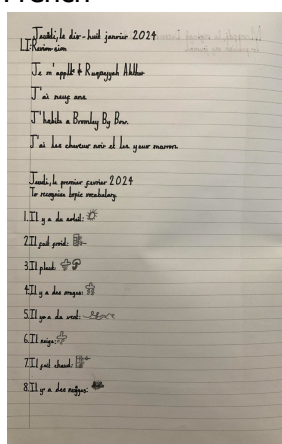 French
Jeudi, le dix-huit janvier 2024
LI: Revision
Je m'appelle Ruqayyah Akhtar
J'ai neuf ans.
J'habite a Bromley By Bow.
J'ai les cheveux noir et les yeux marron.
Jeudi, le premier fevrier 2024
To recognise topic vocabulary
1. Il y a du soleil:
2. Il fait froid:
3. Il pleut:
4. Il y a des nuages:
5. Il y a du vent:
6. Il neige:
7. Il fait chaud:
8. Il y a des